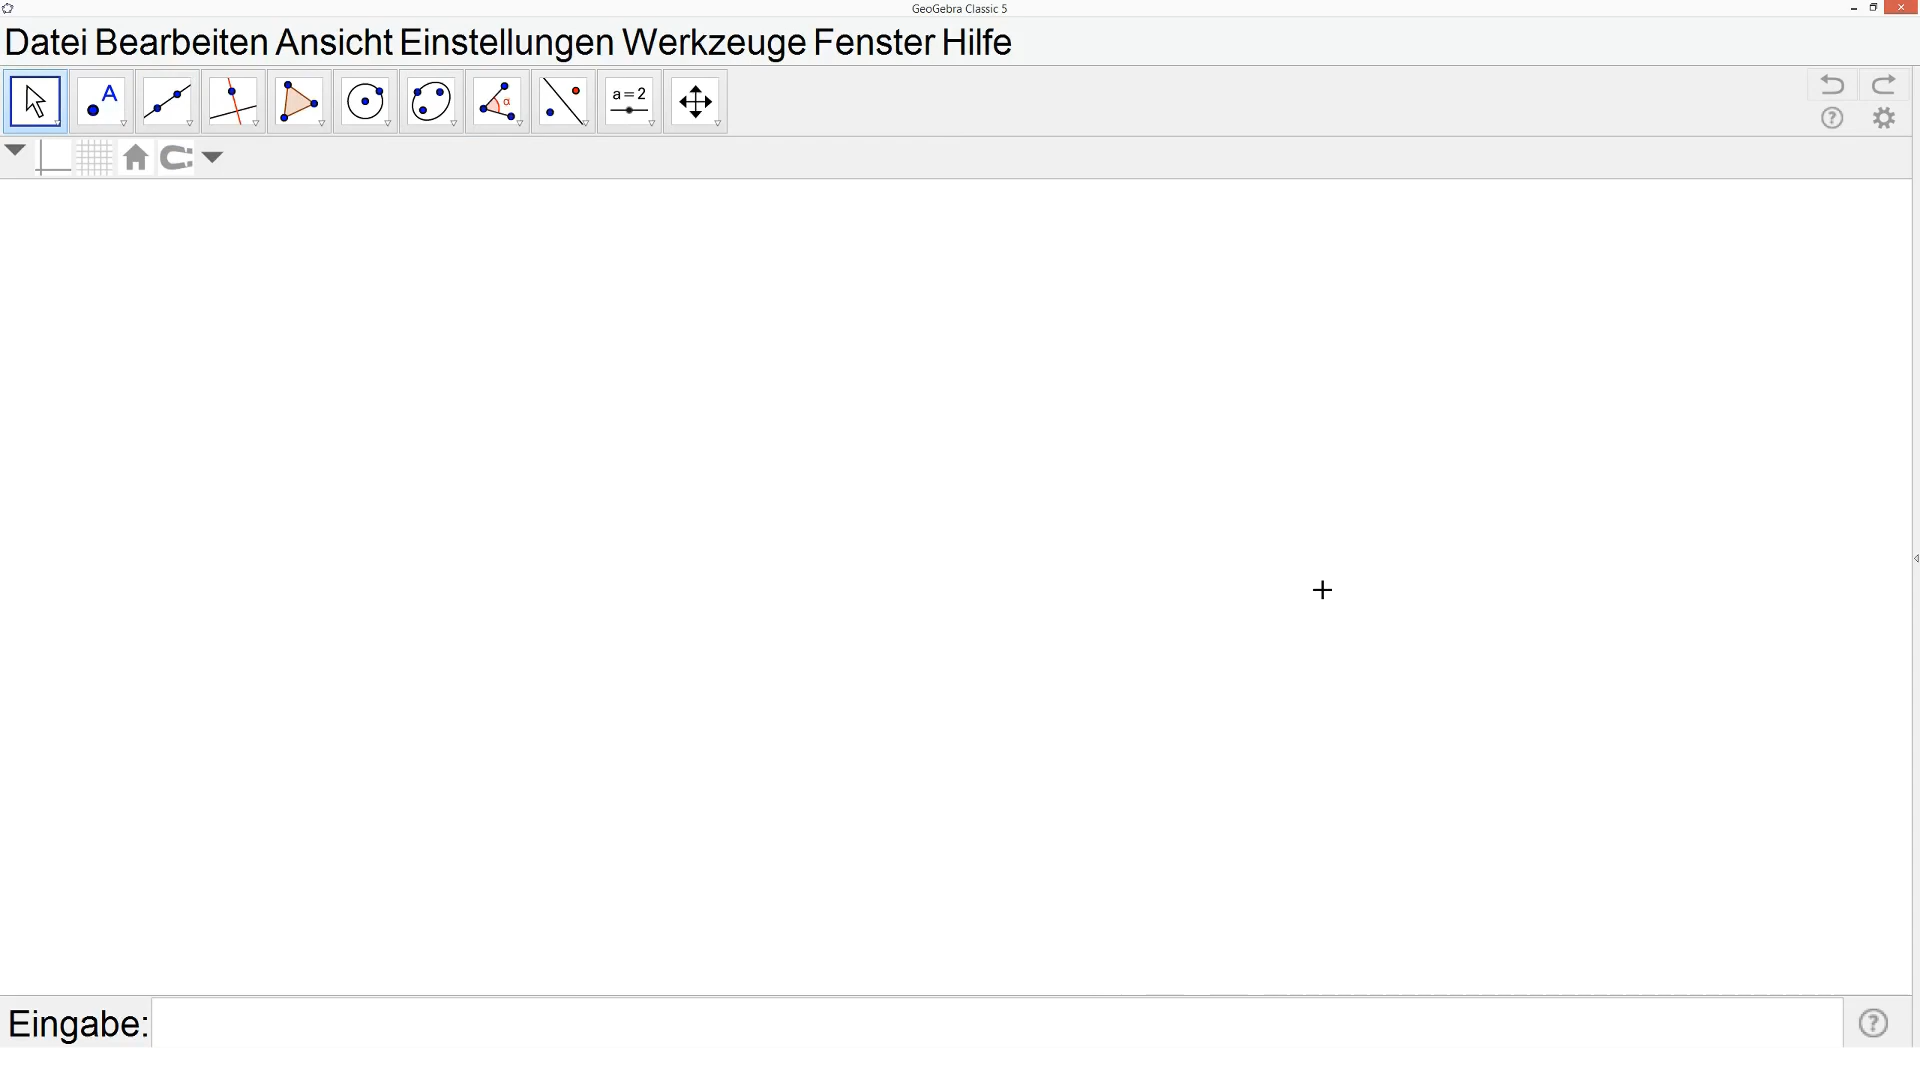 GeoGebra Classic 5
Datei Bearbeiten Ansicht Einstellungen Werkzeuge Fenster Hilfe
A
α
a=2
?
Eingabe:
?